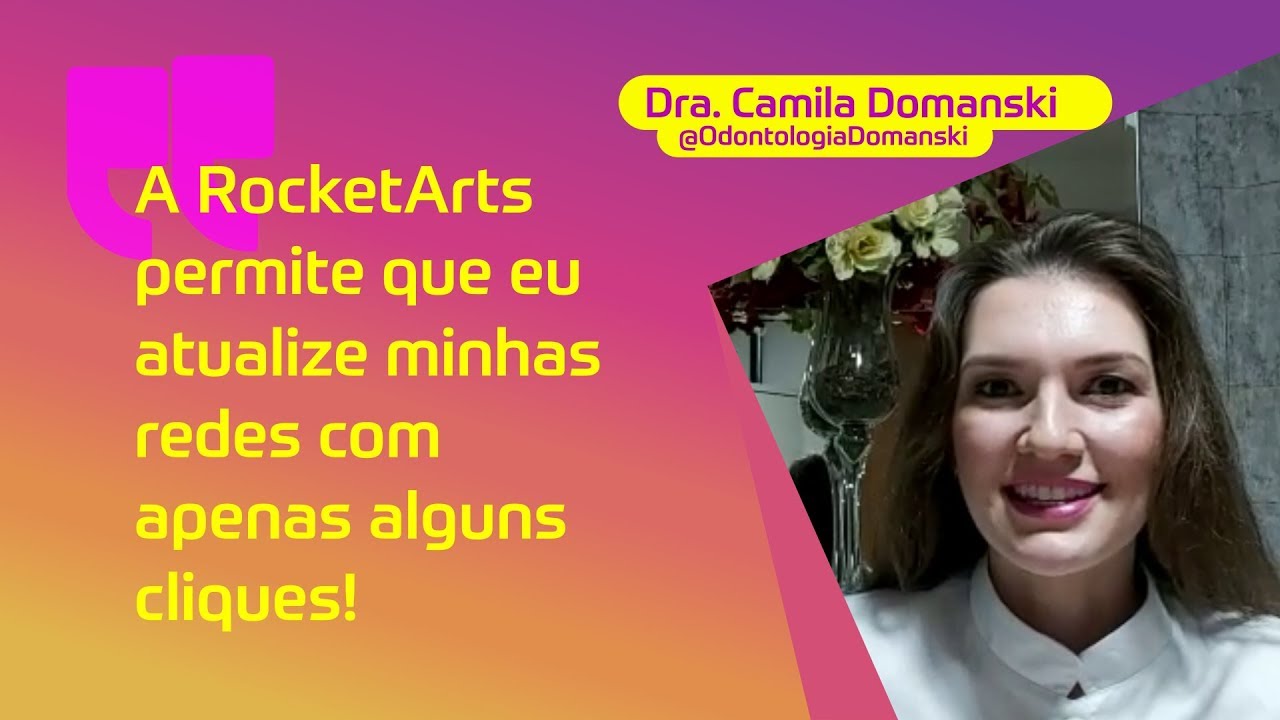 Dra. Camila Domanski
@OdontologiaDomanski
A RocketArts
permite que eu
atualize minhas
redes com
apenas alguns
cliques!